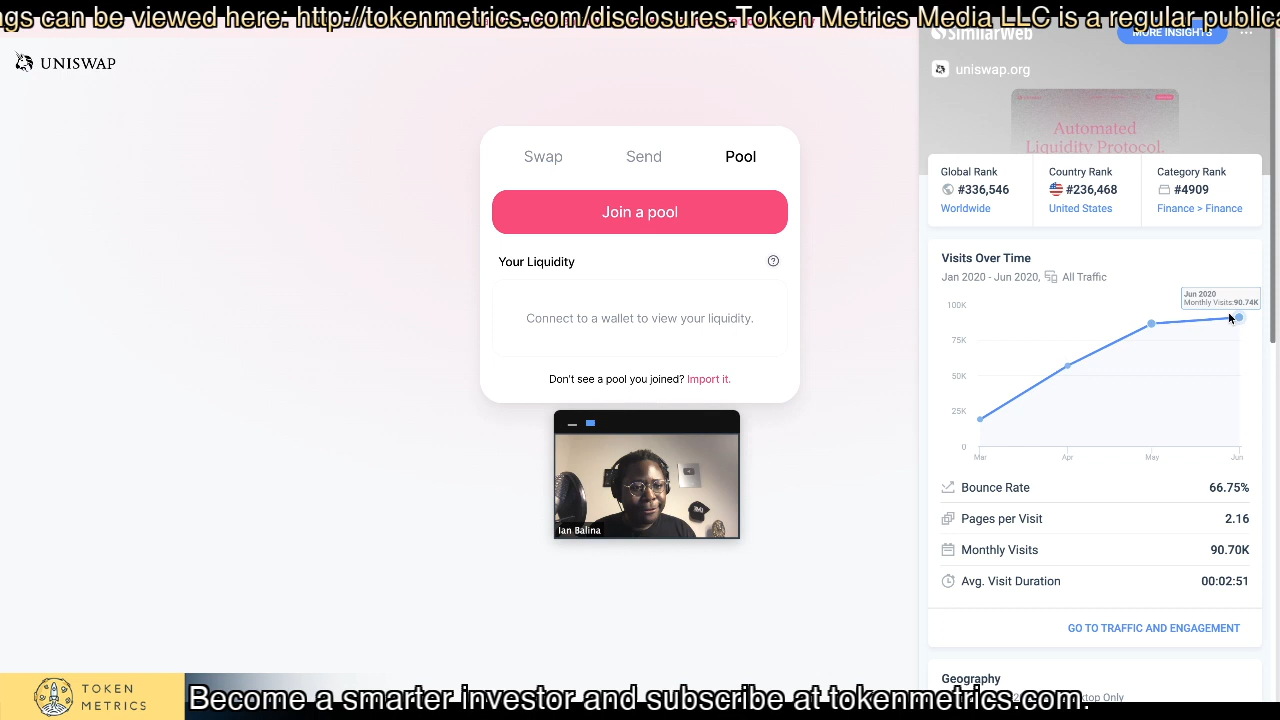 ngs can be viewed here: http://tokenmetrics.com/disclosures.Token Metrics Media LLC is a regular publica
SimilarWeb
MORE INSIGHTS
UNISWAP
uniswap.org
Automated
Liquidity Protocol.
Swap
Send
Pool
Join a pool
Your Liquidity
Connect to a wallet to view your liquidity.
Don't see a pool you joined? Import it.
Ian Balina
Global Rank
#336,546
Worldwide
Country Rank
#236,468
United States
Category Rank
#4909
Finance > Finance
Visits Over Time
Jan 2020 - Jun 2020, All Traffic
Jun 2020
Monthly Visits:90.74K
100K
75K
50K
25K
0
Mar
Apr
May
Jun
Bounce Rate
66.75%
Pages per Visit
2.16
Monthly Visits
90.70K
Avg. Visit Duration
00:02:51
GO TO TRAFFIC AND ENGAGEMENT
Geography
ktop Only
TOKEN
METRICS
Become a smarter investor and subscribe at tokenmetrics.com.